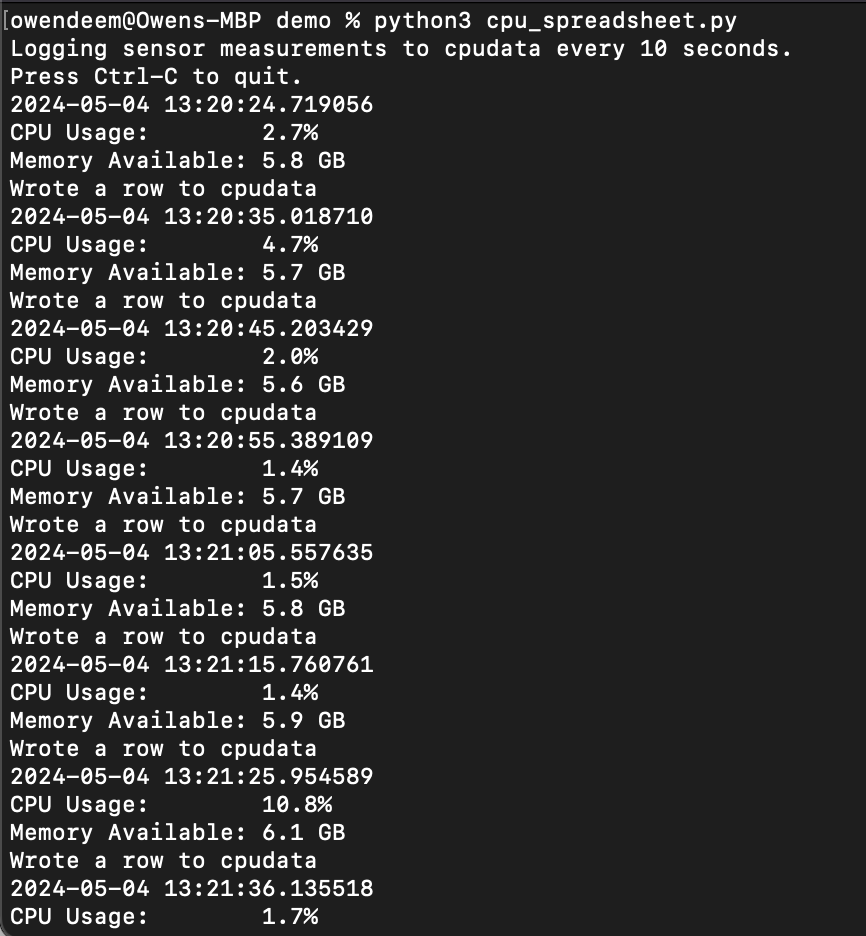 [owendeem@Owens-MBP demo % python3 cpu_spreadsheet.py
Logging sensor measurements to cpudata every 10 seconds.
Press Ctrl-C to quit.
2024-05-04 13:20:24.719056
CPU Usage:        2.7%
Memory Available: 5.8 GB
Wrote a row to cpudata
2024-05-04 13:20:35.018710
CPU Usage:        4.7%
Memory Available: 5.7 GB
Wrote a row to cpudata
2024-05-04 13:20:45.203429
CPU Usage:        2.0%
Memory Available: 5.6 GB
Wrote a row to cpudata
2024-05-04 13:20:55.389109
CPU Usage:        1.4%
Memory Available: 5.7 GB
Wrote a row to cpudata
2024-05-04 13:21:05.557635
CPU Usage:        1.5%
Memory Available: 5.8 GB
Wrote a row to cpudata
2024-05-04 13:21:15.760761
CPU Usage:        1.4%
Memory Available: 5.9 GB
Wrote a row to cpudata
2024-05-04 13:21:25.954589
CPU Usage:        10.8%
Memory Available: 6.1 GB
Wrote a row to cpudata
2024-05-04 13:21:36.135518
CPU Usage:        1.7%